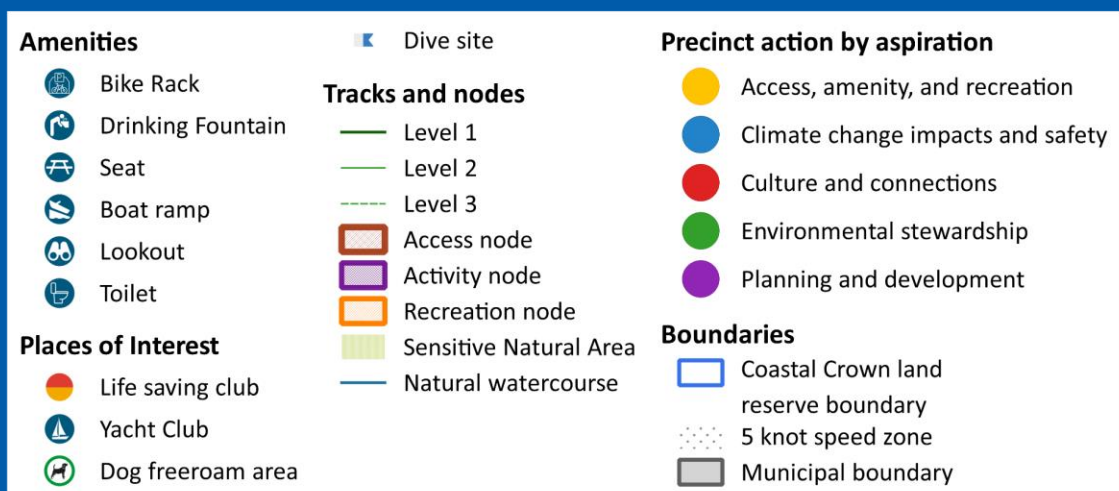 Amenities
Bike Rack
Drinking Fountain
Seat
Boat ramp
Lookout
Toilet
Places of Interest
Life saving club
Yacht Club
Dog freeroam area
Dive site
Tracks and nodes
Level 1
Level 2
Level 3
Access node
Activity node
Recreation node
Sensitive Natural Area
Natural watercourse
Precinct action by aspiration
Access, amenity, and recreation
Climate change impacts and safety
Culture and connections
Environmental stewardship
Planning and development
Boundaries
Coastal Crown land
reserve boundary
5 knot speed zone
Municipal boundary